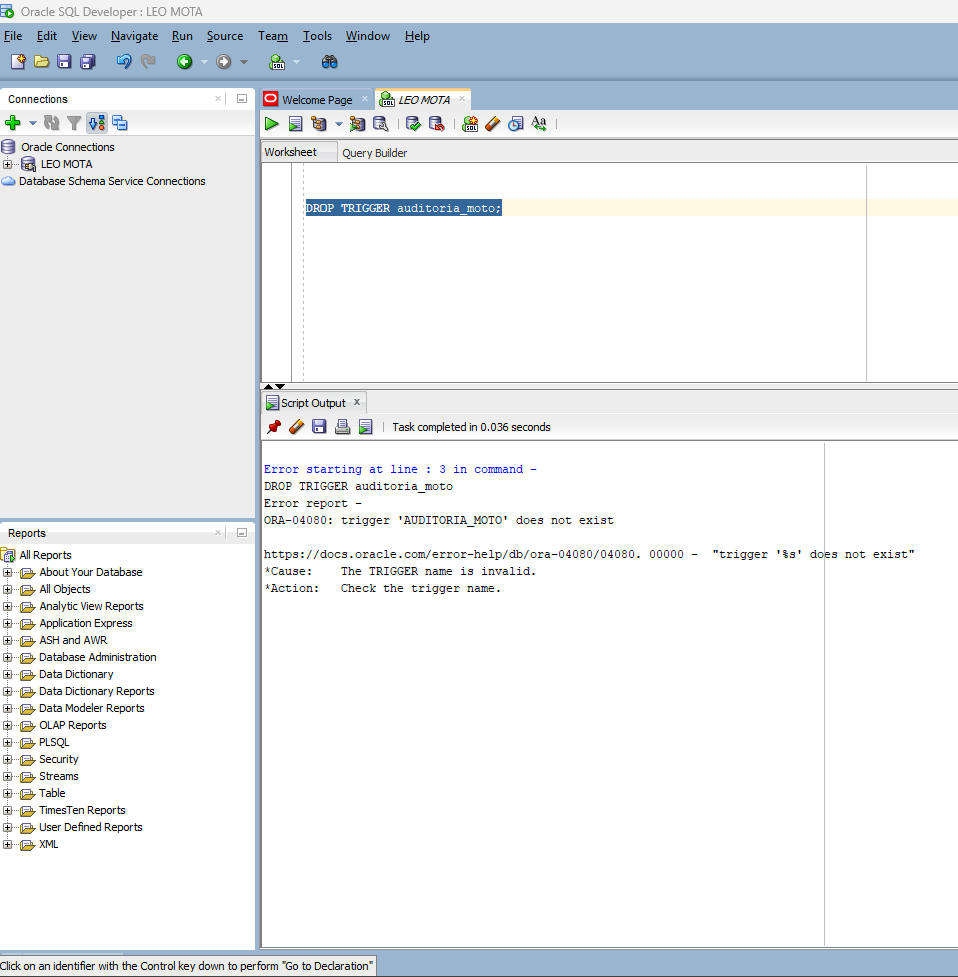 Oracle SQL Developer : LEO MOTA
File Edit View Navigate Run Source Team Tools Window Help
Connections
Oracle Connections
LEO MOTA
Database Schema Service Connections
Welcome Page
LEO MOTA
Worksheet Query Builder
DROP TRIGGER auditoria_moto;
Script Output
Task completed in 0.036 seconds
Error starting at line : 3 in command -
DROP TRIGGER auditoria_moto
Error report -
ORA-04080: trigger 'AUDITORIA_MOTO' does not exist
https://docs.oracle.com/error-help/db/ora-04080/04080. 00000 -  "trigger '%s' does not exist"
*Cause:    The TRIGGER name is invalid.
*Action:   Check the trigger name.
Reports
All Reports
About Your Database
All Objects
Analytic View Reports
Application Express
ASH and AWR
Database Administration
Data Dictionary
Data Dictionary Reports
Data Modeler Reports
OLAP Reports
PLSQL
Security
Streams
Table
TimesTen Reports
User Defined Reports
XML
Click on an identifier with the Control key down to perform "Go to Declaration"